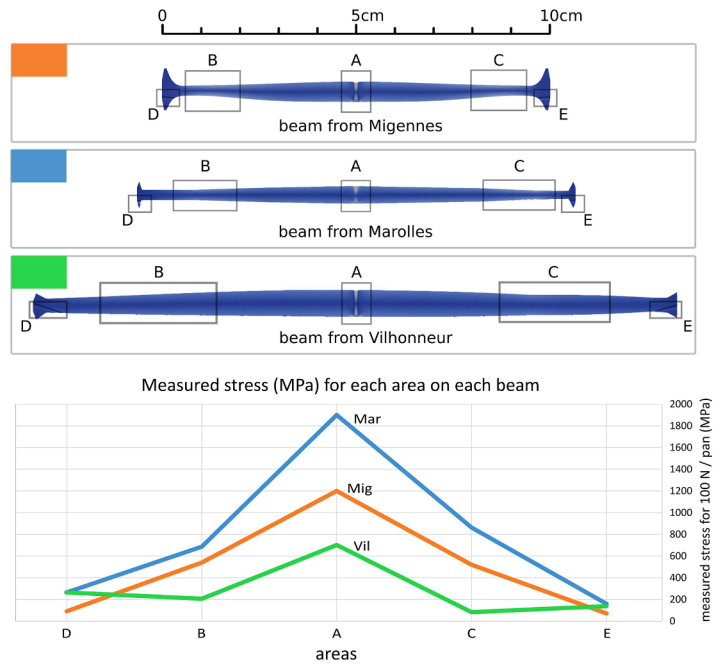 0 5cm 10cm
B A C
D E
beam from Migennes
B A C
D E
beam from Marolles
B A C
D E
beam from Vilhonneur
Measured stress (MPa) for each area on each beam
2000
1800
1600
1400
1200
1000
800
600
400
200
0
measured stress for 100 N / pan (MPa)
Mar
Mig
Vil
D B A C E
areas